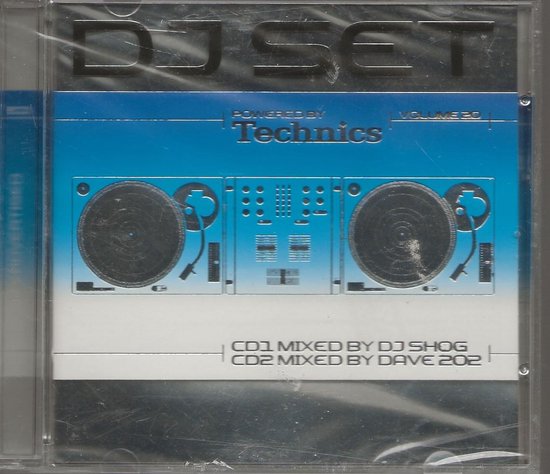 DJ SET
POWERED BY
Technics
VOLUME 20
CD1 MIXED BY DJ SHOG
CD2 MIXED BY DAVE 202